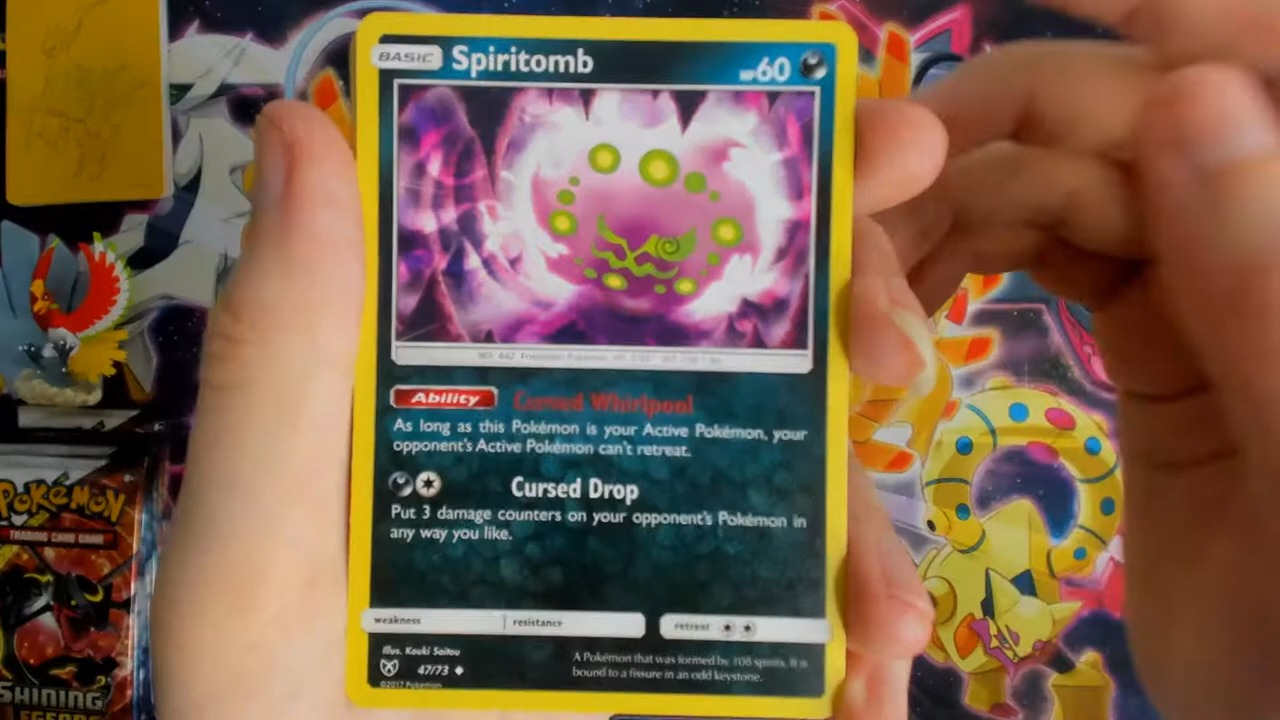 BASIC Spiritomb HP60
NO. 442
Ability Cursed Whirlpool
As long as this Pokémon is your Active Pokémon, your
opponent's Active Pokémon can't retreat.
Cursed Drop
Put 3 damage counters on your opponent's Pokémon in
any way you like.
weakness resistance retreat
Illus. Kouki Saitou
47/73
©2017 Pokémon
A Pokémon that was formed by 108 spirits. It is
bound to a fissure in an odd keystone.
POKÉMON
TRADING CARD GAME
SHINING